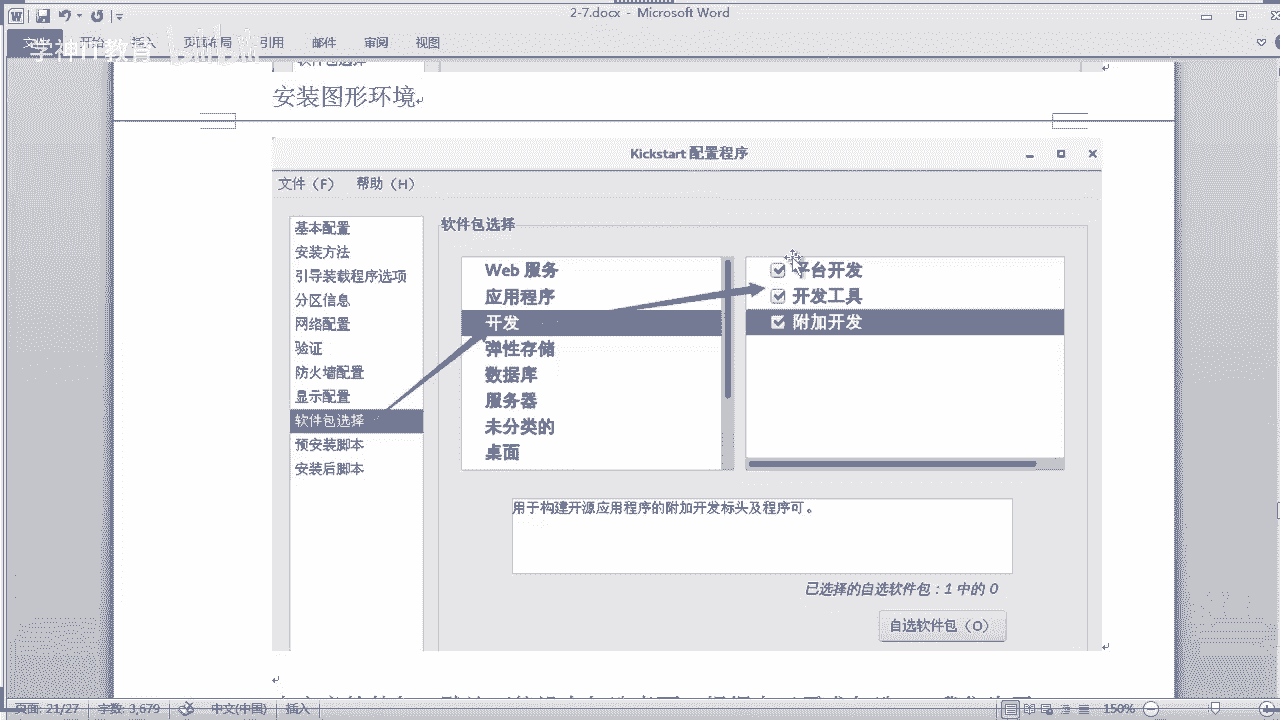 2-7.docx - Microsoft Word
文件 开始 插入 页面布局 引用 邮件 审阅 视图
学神IT教育 bilibili
软件包选择
安装图形环境
Kickstart 配置程序
文件（F） 帮助（H）
基本配置
安装方法
引导装载程序选项
分区信息
网络配置
验证
防火墙配置
显示配置
软件包选择
预安装脚本
安装后脚本
软件包选择
Web 服务
应用程序
开发
弹性存储
数据库
服务器
未分类的
桌面
平台开发
开发工具
附加开发
用于构建开源应用程序的附加开发标头及程序可。
已选择的自选软件包：1 中的 0
自选软件包（O）
页面: 21/27 字数: 3,679 中文(中国) 插入 150%